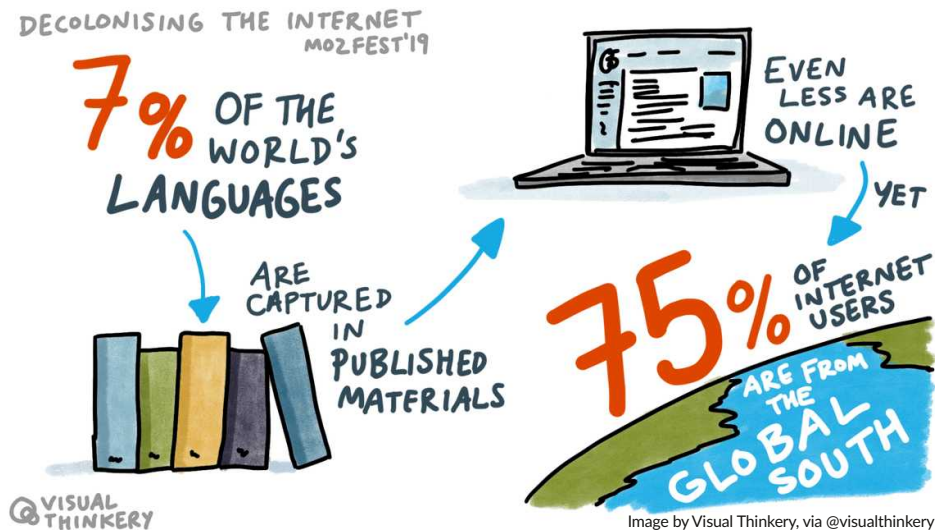 DECOLONISING THE INTERNET
MOZFEST'19
7% OF THE
WORLD'S
LANGUAGES
ARE
CAPTURED
IN
PUBLISHED
MATERIALS
EVEN
LESS ARE
ONLINE
YET
75% OF
INTERNET
USERS
ARE FROM
THE
GLOBAL
SOUTH
VISUAL
THINKERY
Image by Visual Thinkery, via @visualthinkery